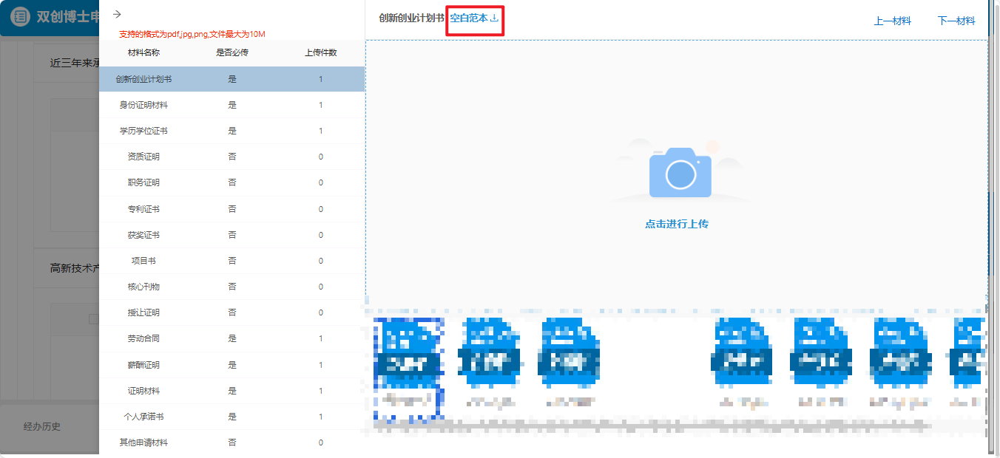 双创博士申
近三年来承
高新技术产
经办历史
支持的格式为pdf,jpg,png,文件最大为10M
材料名称 是否必传 上传件数
创新创业计划书 是 1
身份证明材料 是 1
学历学位证书 是 1
资质证明 否 0
职务证明 否 0
专利证书 否 0
获奖证书 否 0
项目书 否 0
核心刊物 否 0
授让证明 否 0
劳动合同 是 1
薪酬证明 是 1
证明材料 是 1
个人承诺书 是 1
其他申请材料 否 0
创新创业计划书 空白范本
上一材料 下一材料
点击进行上传